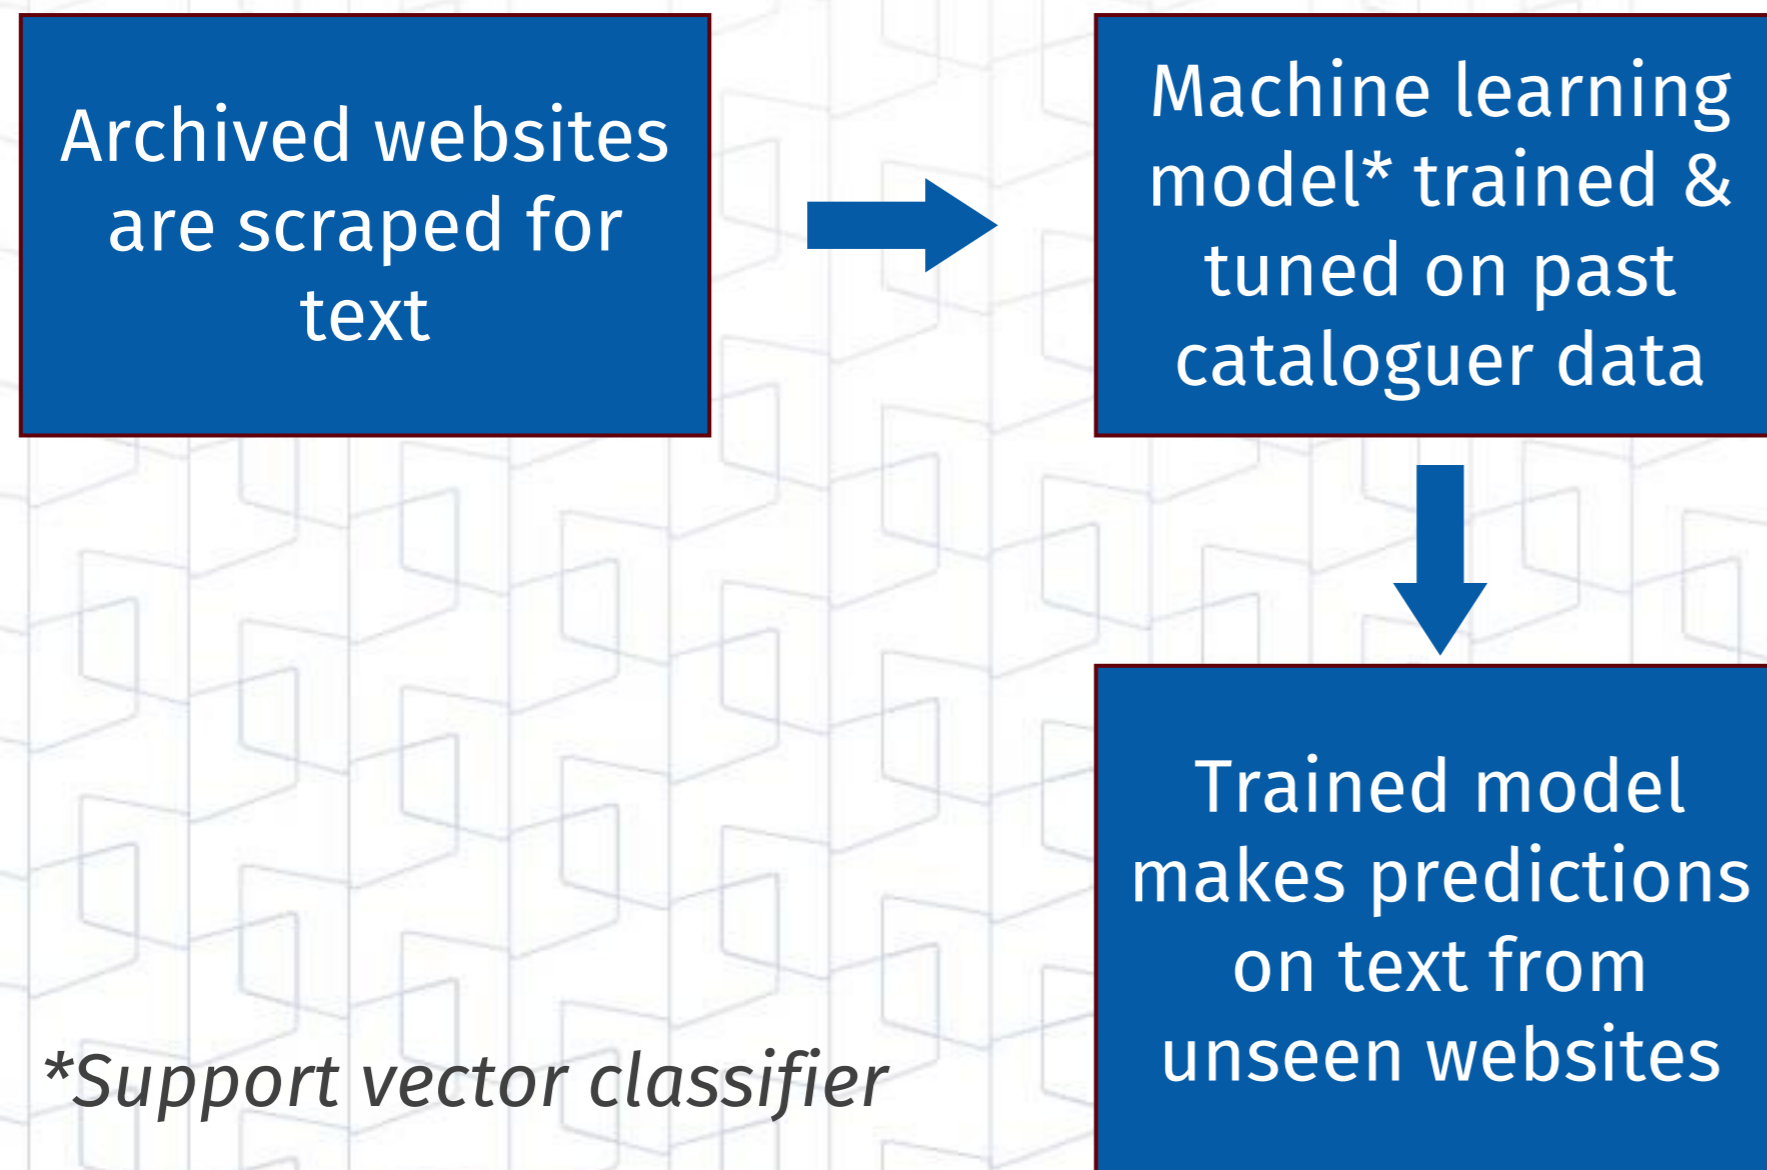 Archived websites
are scraped for
text
Machine learning
model* trained &
tuned on past
cataloguer data
Trained model
makes predictions
on text from
unseen websites
*Support vector classifier